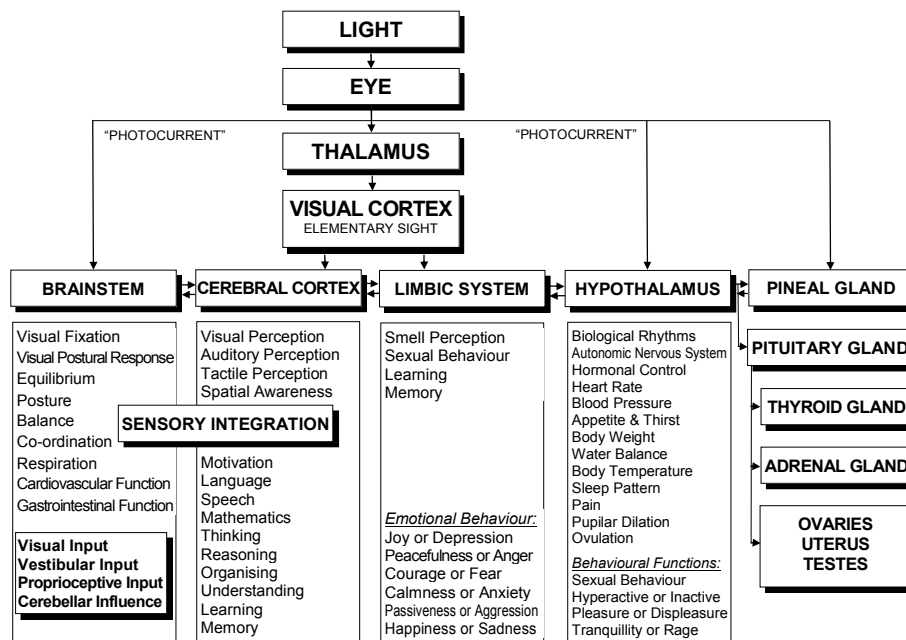 LIGHT
EYE
“PHOTOCURRENT”
“PHOTOCURRENT”
THALAMUS
VISUAL CORTEX
ELEMENTARY SIGHT
BRAINSTEM
CEREBRAL CORTEX
LIMBIC SYSTEM
HYPOTHALAMUS
PINEAL GLAND
Visual Fixation
Visual Postural Response
Equilibrium
Posture
Balance
Co-ordination
Respiration
Cardiovascular Function
Gastrointestinal Function
Visual Input
Vestibular Input
Proprioceptive Input
Cerebellar Influence
Visual Perception
Auditory Perception
Tactile Perception
Spatial Awareness
SENSORY INTEGRATION
Motivation
Language
Speech
Mathematics
Thinking
Reasoning
Organising
Understanding
Learning
Memory
Smell Perception
Sexual Behaviour
Learning
Memory
Emotional Behaviour:
Joy or Depression
Peacefulness or Anger
Courage or Fear
Calmness or Anxiety
Passiveness or Aggression
Happiness or Sadness
Biological Rhythms
Autonomic Nervous System
Hormonal Control
Heart Rate
Blood Pressure
Appetite & Thirst
Body Weight
Water Balance
Body Temperature
Sleep Pattern
Pain
Pupilar Dilation
Ovulation
Behavioural Functions:
Sexual Behaviour
Hyperactive or Inactive
Pleasure or Displeasure
Tranquillity or Rage
PITUITARY GLAND
THYROID GLAND
ADRENAL GLAND
OVARIES
UTERUS
TESTES